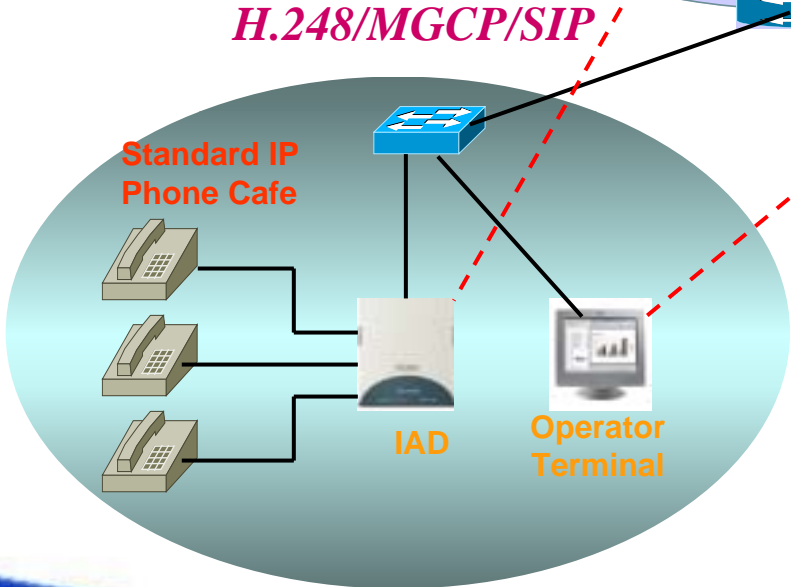 H.248/MGCP/SIP
Standard IP
Phone Cafe
IAD
Operator
Terminal